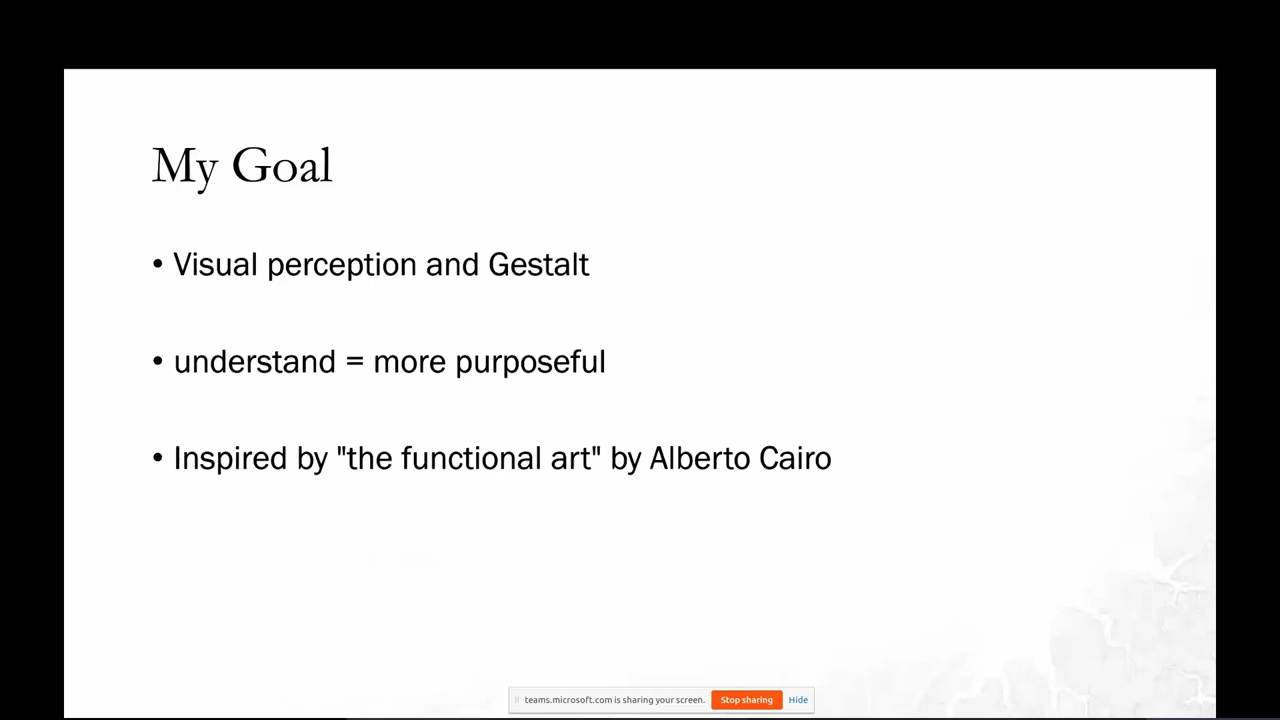 My Goal
• Visual perception and Gestalt
• understand = more purposeful
• Inspired by "the functional art" by Alberto Cairo
teams.microsoft.com is sharing your screen. Stop sharing Hide